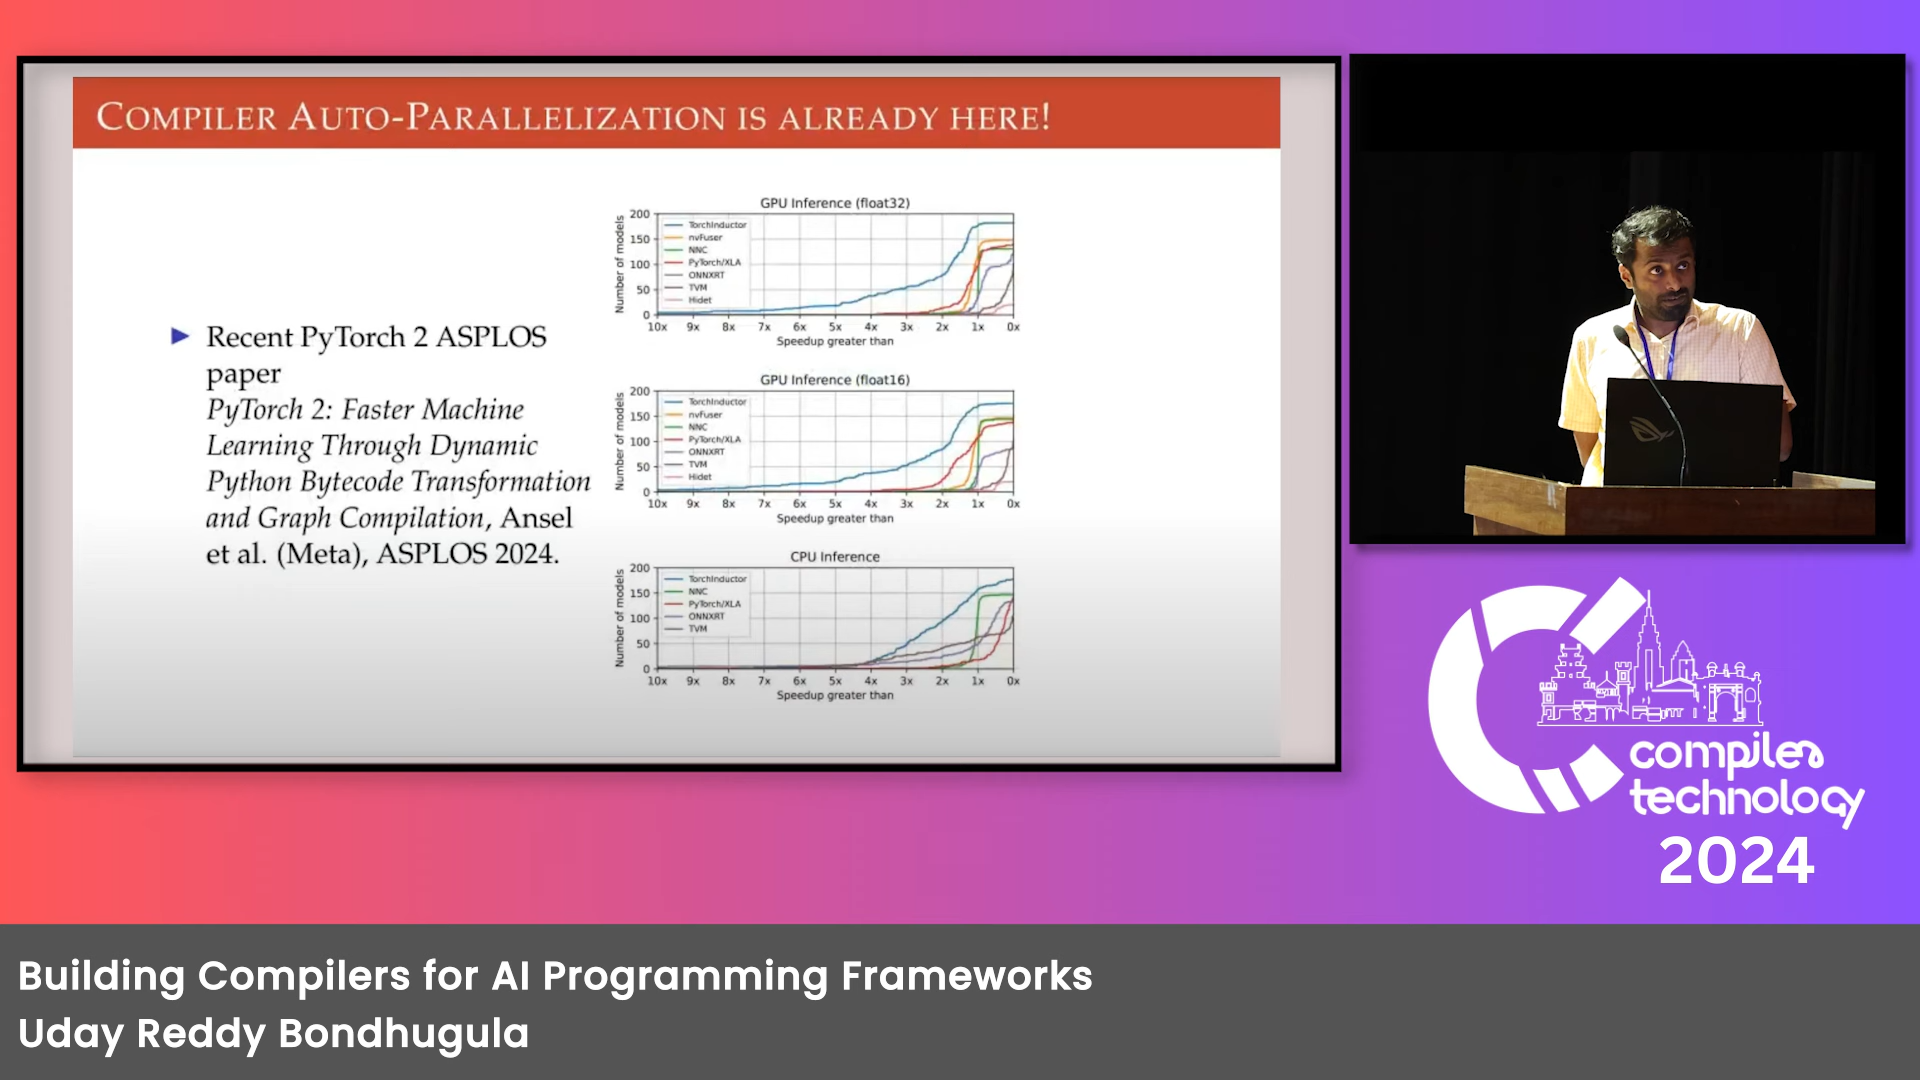 COMPILER AUTO-PARALLELIZATION IS ALREADY HERE!
▶ Recent PyTorch 2 ASPLOS
paper
PyTorch 2: Faster Machine
Learning Through Dynamic
Python Bytecode Transformation
and Graph Compilation, Ansel
et al. (Meta), ASPLOS 2024.
GPU Inference (float32)
Number of models
200
150
100
50
0
TorchInductor
nvFuser
NNC
PyTorch/XLA
ONNXRT
TVM
Hidet
10x 9x 8x 7x 6x 5x 4x 3x 2x 1x 0x
Speedup greater than
GPU Inference (float16)
Number of models
200
150
100
50
0
TorchInductor
nvFuser
NNC
PyTorch/XLA
ONNXRT
TVM
Hidet
10x 9x 8x 7x 6x 5x 4x 3x 2x 1x 0x
Speedup greater than
CPU Inference
Number of models
200
150
100
50
0
TorchInductor
NNC
PyTorch/XLA
ONNXRT
TVM
10x 9x 8x 7x 6x 5x 4x 3x 2x 1x 0x
Speedup greater than
compiler
technology
2024
Building Compilers for AI Programming Frameworks
Uday Reddy Bondhugula